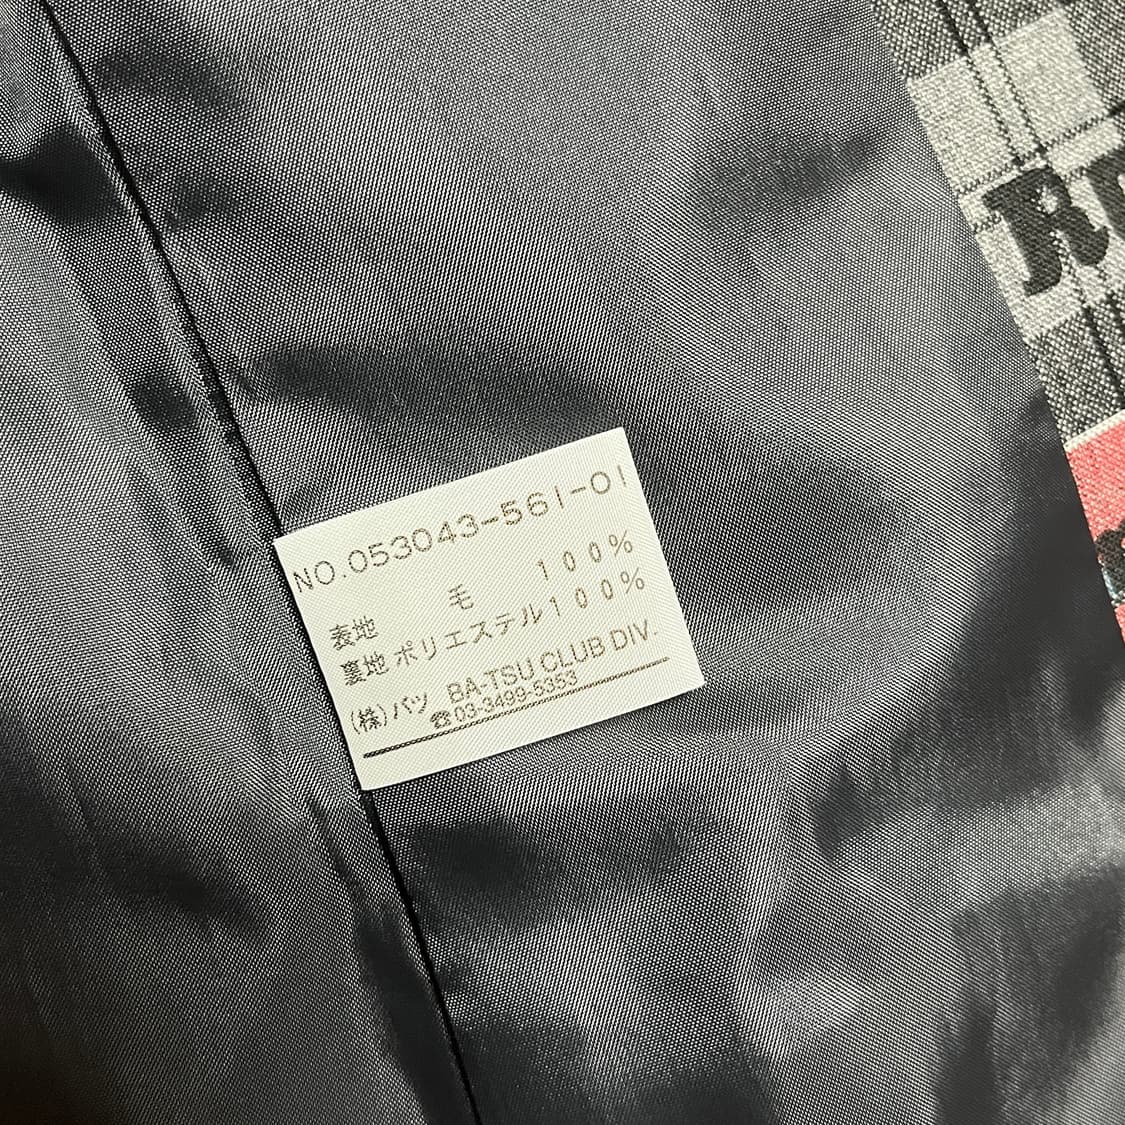 NO.053043-561-01
表地 毛 100%
裏地 ポリエステル100%
(株)バツ BA-TSU CLUB DIV.
☎03-3499-5353